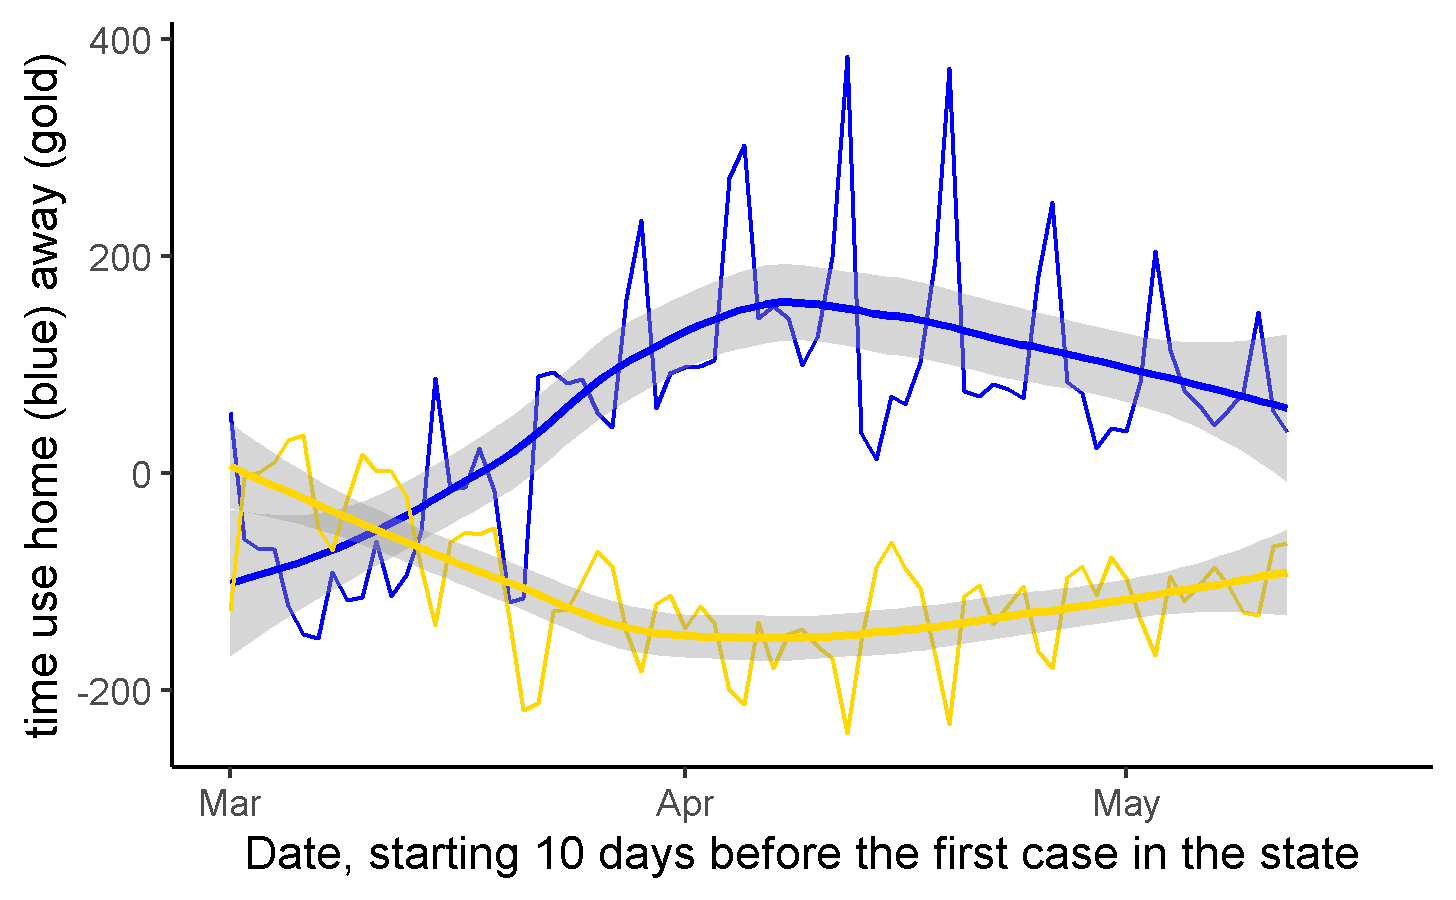 time use home (blue) away (gold)
400
200
0
-200
Mar
Apr
May
Date, starting 10 days before the first case in the state